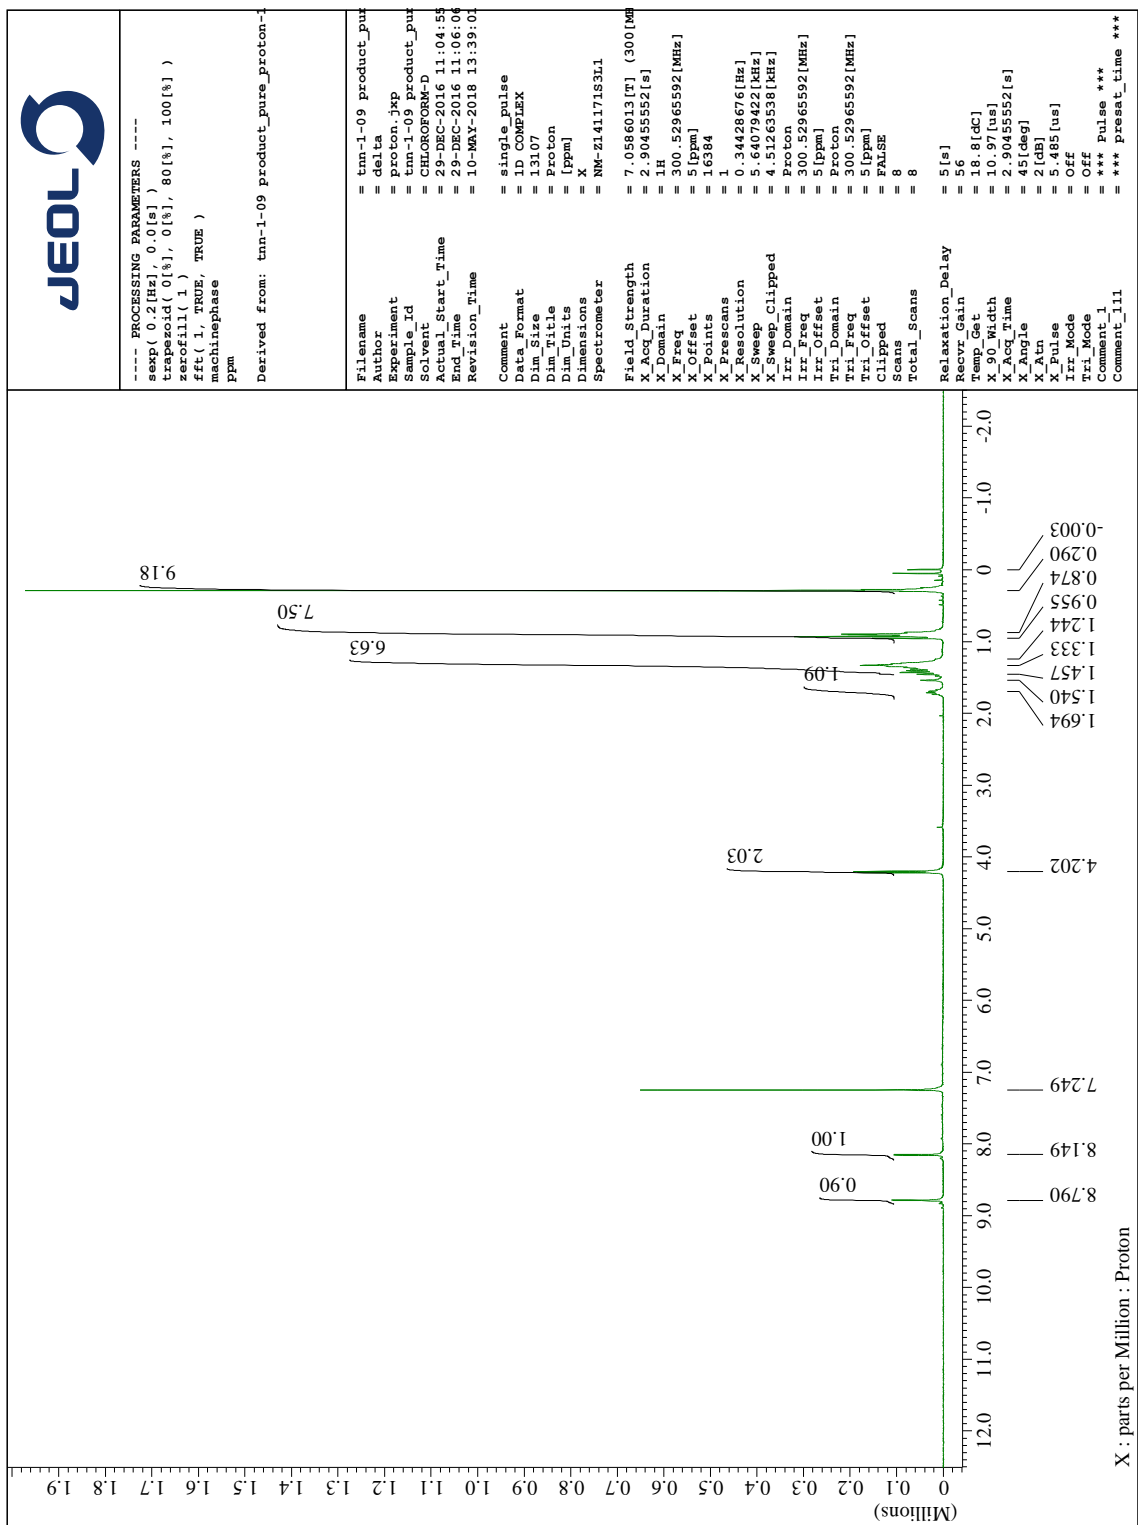 JEOL
---- PROCESSING PARAMETERS ----
sexp( 0.2[Hz], 0.0[s] )
trapezoid( 0[%], 0[%], 80[%], 100[%] )
zerofill( 1 )
fft( 1, TRUE, TRUE )
machinephase
ppm
Derived from: tnn-1-09 product_pure_proton-1
Filename = tnn-1-09 product_pur
Author = delta
Experiment = proton.jxp
Sample_Id = tnn-1-09 product_pur
Solvent = CHLOROFORM-D
Actual_Start_Time = 29-DEC-2016 11:04:55
End_Time = 29-DEC-2016 11:06:06
Revision_Time = 10-MAY-2018 13:39:01
Comment = single_pulse
Data_Format = 1D COMPLEX
Dim_Size = 13107
Dim_Title = Proton
Dim_Units = [ppm]
Dimensions = X
Spectrometer = NM-Z141171S3L1
Field_Strength = 7.0586013[T] (300[MH
X_Acq_Duration = 2.90455552[s]
X_Domain = 1H
X_Freq = 300.52965592[MHz]
X_Offset = 5[ppm]
X_Points = 16384
X_Prescans = 1
X_Resolution = 0.34428676[Hz]
X_Sweep = 5.64079422[kHz]
X_Sweep_Clipped = 4.51263538[kHz]
Irr_Domain = Proton
Irr_Freq = 300.52965592[MHz]
Irr_Offset = 5[ppm]
Tri_Domain = Proton
Tri_Freq = 300.52965592[MHz]
Tri_Offset = 5[ppm]
Clipped = FALSE
Scans = 8
Total_Scans = 8
Relaxation_Delay = 5[s]
Recvr_Gain = 56
Temp_Get = 18.8[dC]
X_90_Width = 10.97[us]
X_Acq_Time = 2.90455552[s]
X_Angle = 45[deg]
X_Atn = 2[dB]
X_Pulse = 5.485[us]
Irr_Mode = Off
Tri_Mode = Off
Comment_1 = *** Pulse ***
Comment_111 = *** presat_time ***
(Millions)
0 0.1 0.2 0.3 0.4 0.5 0.6 0.7 0.8 0.9 1.0 1.1 1.2 1.3 1.4 1.5 1.6 1.7 1.8 1.9
0.90 1.00 2.03 1.09 6.63 7.50 9.18
12.0 11.0 10.0 9.0 8.0 7.0 6.0 5.0 4.0 3.0 2.0 1.0 0 -1.0 -2.0
8.790
8.149
7.249
4.202
1.694
1.540
1.457
1.333
1.244
0.955
0.874
0.290
-0.003
X : parts per Million : Proton